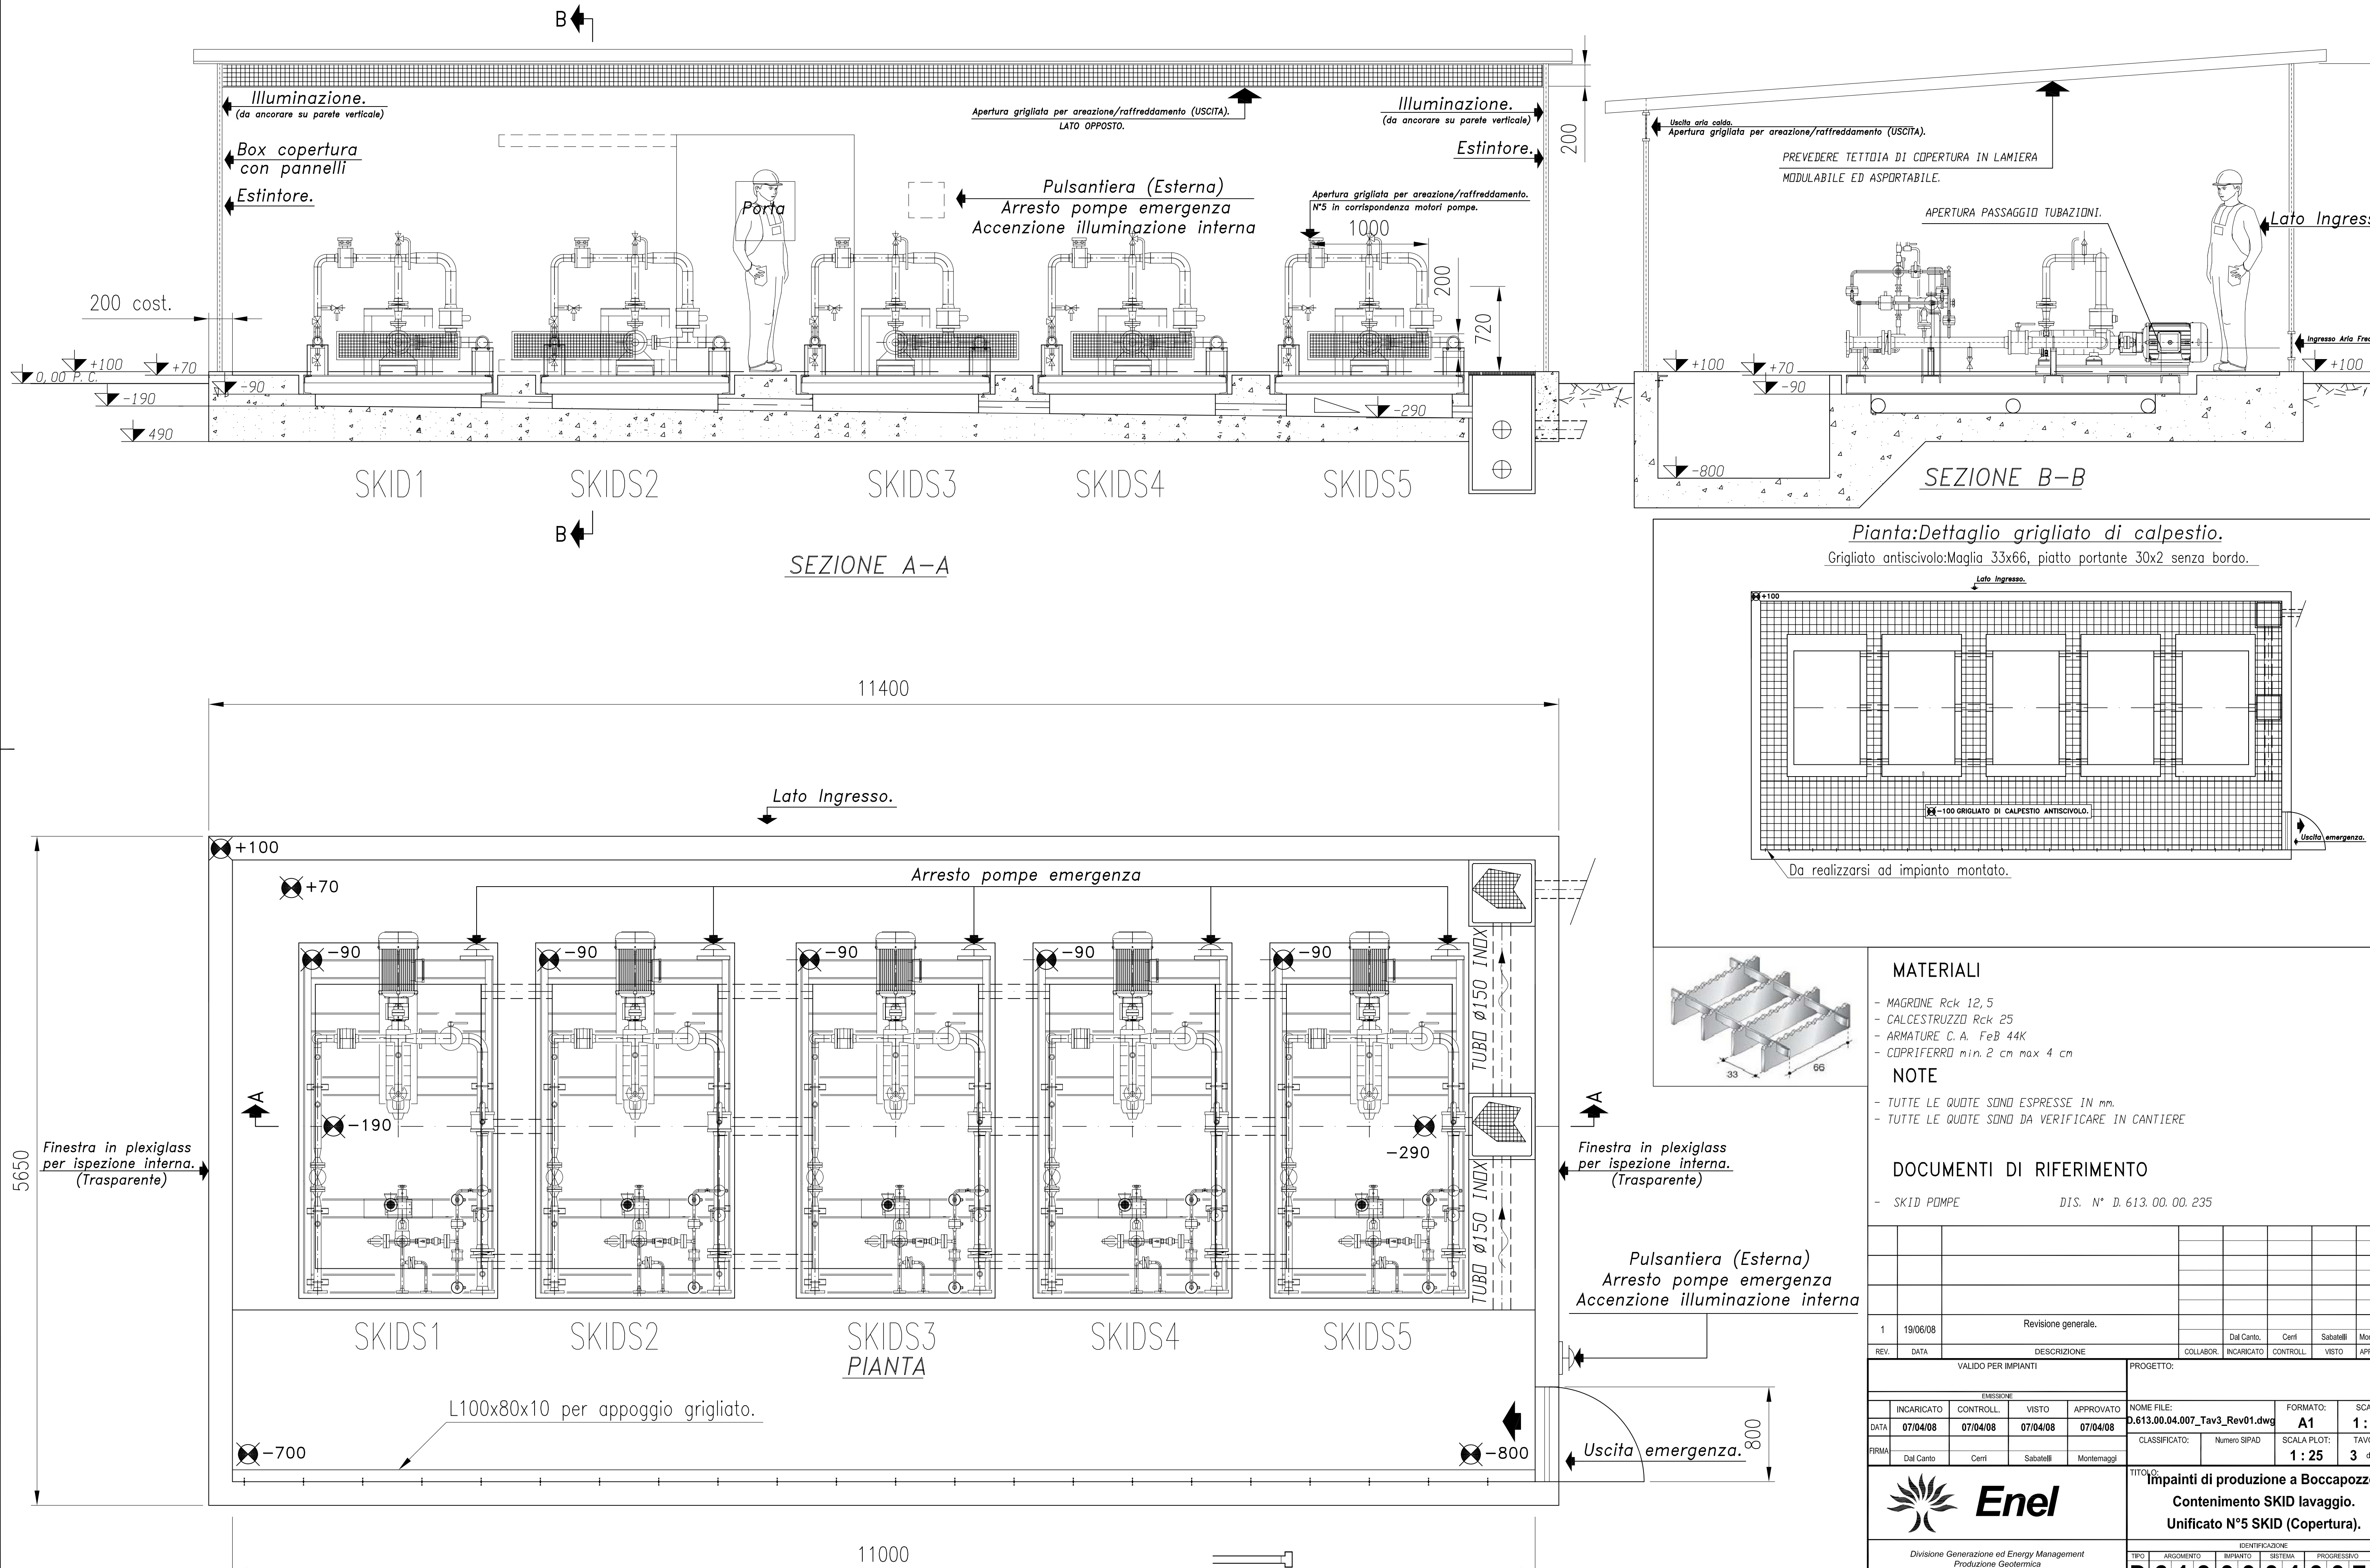 B
Illuminazione.
(da ancorare su parete verticale)
Box copertura
con pannelli
Estintore.
Apertura grigliata per areazione/raffreddamento (USCITA).
LATO OPPOSTO.
Illuminazione.
(da ancorare su parete verticale)
Estintore.
200
Porta
Pulsantiera (Esterna)
Arresto pompe emergenza
Accenzione illuminazione interna
Apertura grigliata per areazione/raffreddamento.
N°5 in corrispondenza motori pompe.
1000
200
720
200 cost.
+100
+70
0,00 P. C.
-90
-190
490
-290
SKID1
SKIDS2
SKIDS3
SKIDS4
SKIDS5
B
SEZIONE A-A
Uscita aria calda.
Apertura grigliata per areazione/raffreddamento (USCITA).
PREVEDERE TETTOIA DI COPERTURA IN LAMIERA
MODULABILE ED ASPORTABILE.
APERTURA PASSAGGIO TUBAZIONI.
Lato Ingress
Ingresso Aria Fred
+100
+70
-90
+100
-800
SEZIONE B-B
Pianta:Dettaglio grigliato di calpestio.
Grigliato antiscivolo:Maglia 33x66, piatto portante 30x2 senza bordo.
Lato Ingresso.
+100
-100 GRIGLIATO DI CALPESTIO ANTISCIVOLO.
Uscita emergenza.
Da realizzarsi ad impianto montato.
11400
Lato Ingresso.
+100
+70
Arresto pompe emergenza
-90
-90
-90
-90
-90
TUBO ø150 INOX
A
A
-190
-290
5650
Finestra in plexiglass
per ispezione interna.
(Trasparente)
Finestra in plexiglass
per ispezione interna.
(Trasparente)
TUBO ø150 INOX
Pulsantiera (Esterna)
Arresto pompe emergenza
Accenzione illuminazione interna
SKIDS1
SKIDS2
SKIDS3
SKIDS4
SKIDS5
PIANTA
L100x80x10 per appoggio grigliato.
-700
-800
Uscita emergenza.
800
11000
33
66
MATERIALI
- MAGRONE Rck 12,5
- CALCESTRUZZO Rck 25
- ARMATURE C. A. FeB 44K
- COPRIFERRO min. 2 cm max 4 cm
NOTE
- TUTTE LE QUOTE SONO ESPRESSE IN mm.
- TUTTE LE QUOTE SONO DA VERIFICARE IN CANTIERE
DOCUMENTI DI RIFERIMENTO
- SKID POMPE DIS. N° D. 613. 00. 00. 235
1 19/06/08 Revisione generale. Dal Canto. Cerri Sabatelli Mo
REV. DATA DESCRIZIONE COLLABOR. INCARICATO CONTROLL. VISTO AP
VALIDO PER IMPIANTI
PROGETTO:
EMISSIONE
INCARICATO CONTROLL. VISTO APPROVATO
DATA 07/04/08 07/04/08 07/04/08 07/04/08
FIRMA Dal Canto Cerri Sabatelli Montemaggi
NOME FILE: FORMATO: SCA
D.613.00.04.007_Tav3_Rev01.dwg A1 1 :
CLASSIFICATO: Numero SIPAD SCALA PLOT: TAVO
1 : 25 3 d
TITOLO:
Impainti di produzione a Boccapozz
Contenimento SKID lavaggio.
Unificato N°5 SKID (Copertura).
Enel
Divisione Generazione ed Energy Management
Produzione Geotermica
IDENTIFICAZIONE
TIPO ARGOMENTO IMPIANTO SISTEMA PROGRESSIVO